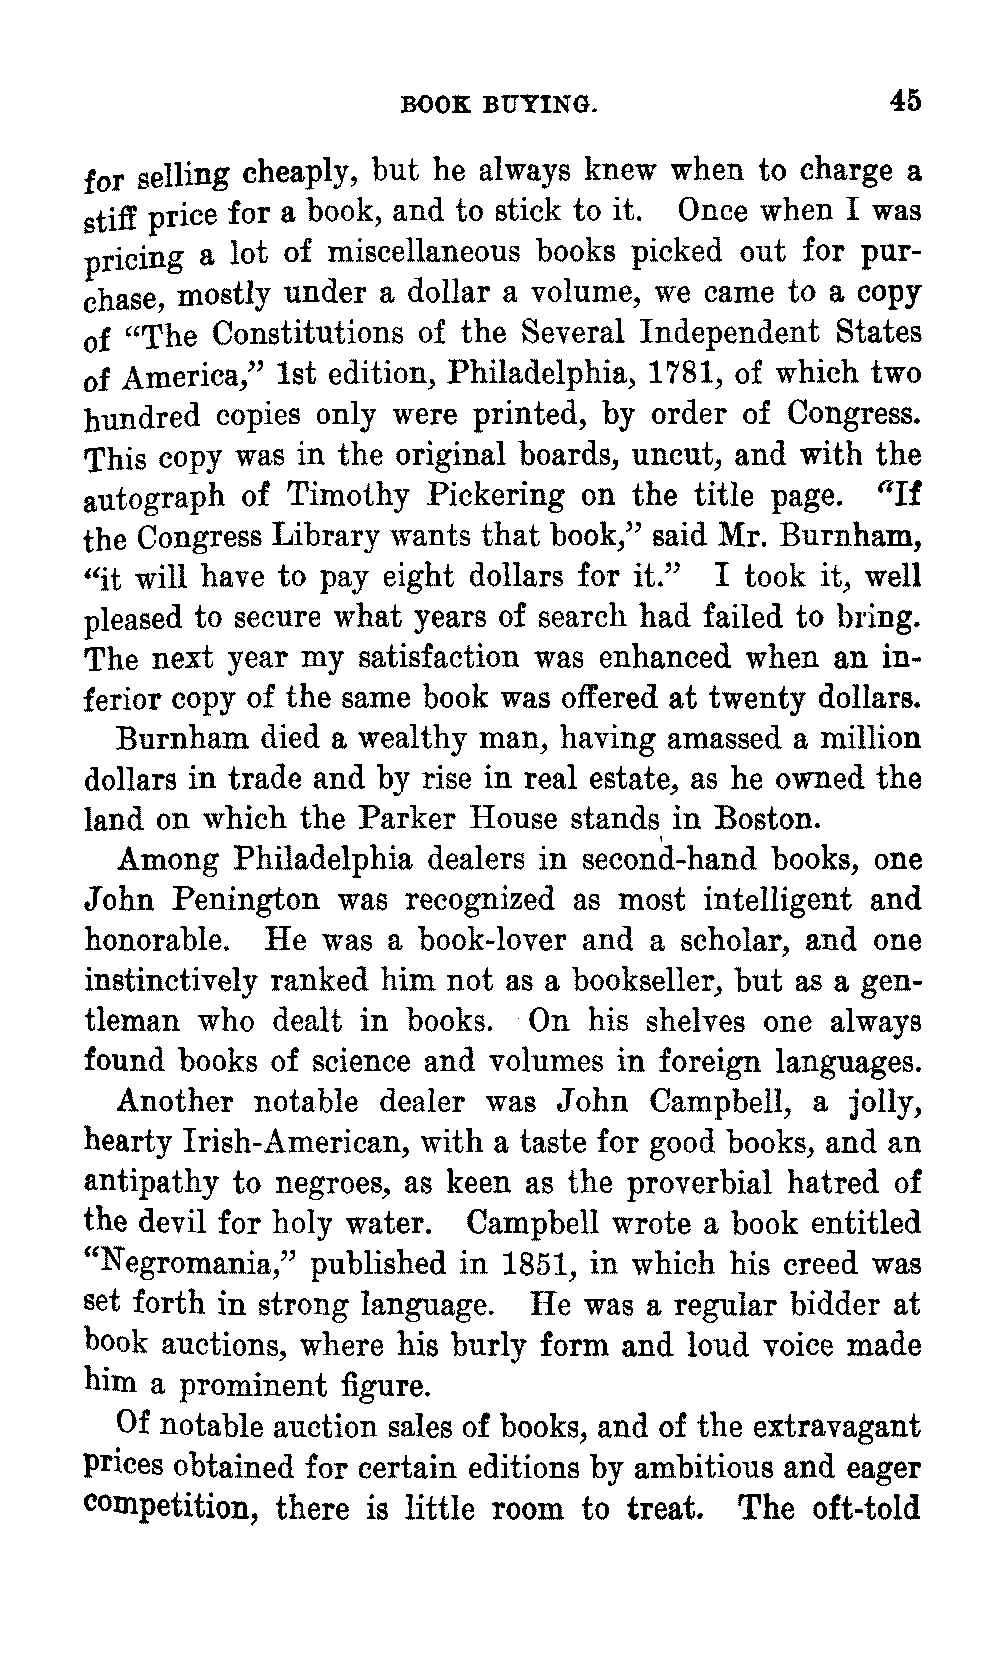 BOOK BUYING. 45
for selling cheaply, but he always knew when to charge a
stiff price for a book, and to stick to it. Once when I was
pricing a lot of miscellaneous books picked out for pur-
chase, mostly under a dollar a volume, we came to a copy
of “The Constitutions of the Several Independent States
of America,” 1st edition, Philadelphia, 1781, of which two
hundred copies only were printed, by order of Congress.
This copy was in the original boards, uncut, and with the
autograph of Timothy Pickering on the title page. “If
the Congress Library wants that book,” said Mr. Burnham,
“it will have to pay eight dollars for it.” I took it, well
pleased to secure what years of search had failed to bring.
The next year my satisfaction was enhanced when an in-
ferior copy of the same book was offered at twenty dollars.
Burnham died a wealthy man, having amassed a million
dollars in trade and by rise in real estate, as he owned the
land on which the Parker House stands in Boston.
Among Philadelphia dealers in second-hand books, one
John Penington was recognized as most intelligent and
honorable. He was a book-lover and a scholar, and one
instinctively ranked him not as a bookseller, but as a gen-
tleman who dealt in books. On his shelves one always
found books of science and volumes in foreign languages.
Another notable dealer was John Campbell, a jolly,
hearty Irish-American, with a taste for good books, and an
antipathy to negroes, as keen as the proverbial hatred of
the devil for holy water. Campbell wrote a book entitled
“Negromania,” published in 1851, in which his creed was
set forth in strong language. He was a regular bidder at
book auctions, where his burly form and loud voice made
him a prominent figure.
Of notable auction sales of books, and of the extravagant
prices obtained for certain editions by ambitious and eager
competition, there is little room to treat. The oft-told